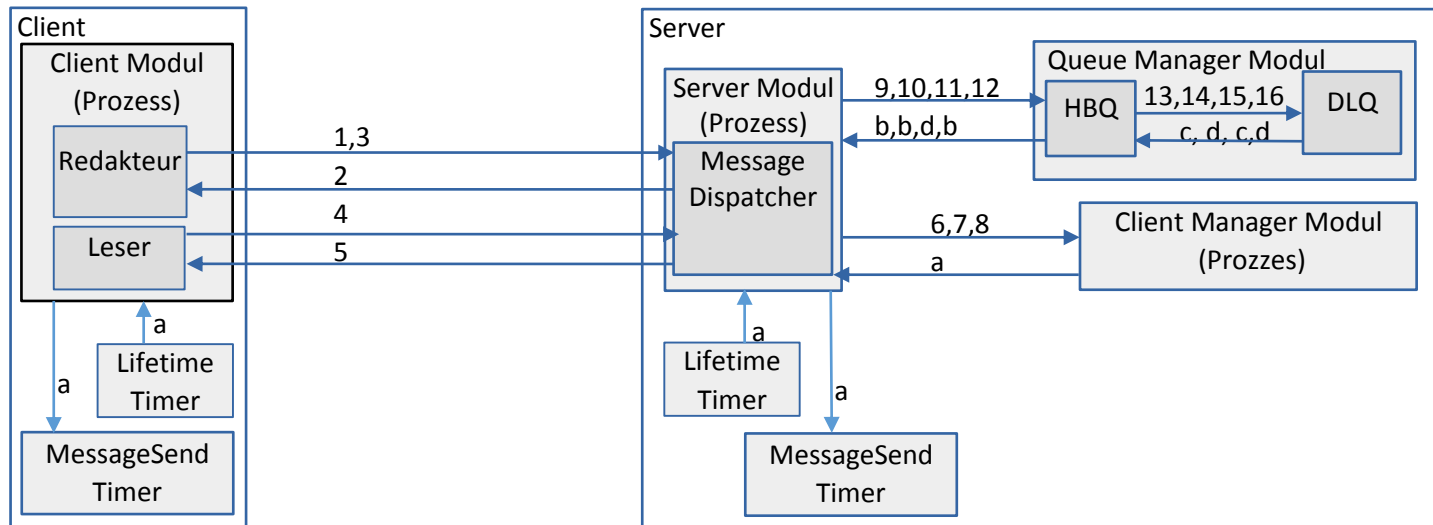 Client
Client Modul
(Prozess)
Redakteur
Leser
1,3
2
4
5
a
a
Lifetime
Timer
MessageSend
Timer
Server
Server Modul
(Prozess)
Message
Dispatcher
9,10,11,12
b,b,d,b
Queue Manager Modul
HBQ
13,14,15,16
c, d, c,d
DLQ
6,7,8
a
Client Manager Modul
(Prozzes)
a
a
Lifetime
Timer
MessageSend
Timer